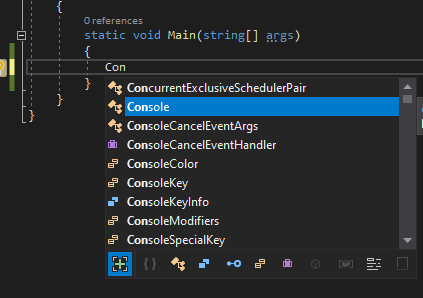 {
0 references
static void Main(string[] args)
{
Con
}
}
}
ConcurrentExclusiveSchedulerPair
Console
ConsoleCancelEventArgs
ConsoleCancelEventHandler
ConsoleColor
ConsoleKey
ConsoleKeyInfo
ConsoleModifiers
ConsoleSpecialKey